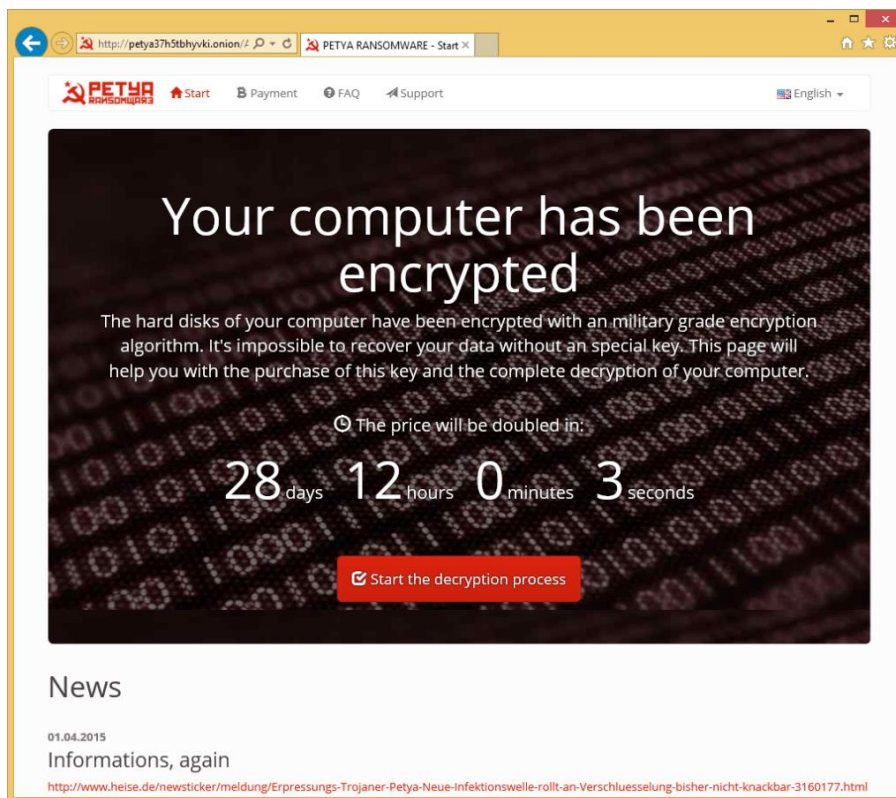 http://petya37h5tbhyvki.onion//
PETYA RANSOMWARE - Start
PETYA
RANSOMWAR3
Start
Payment
FAQ
Support
English
Your computer has been
encrypted
The hard disks of your computer have been encrypted with an military grade encryption
algorithm. It's impossible to recover your data without an special key. This page will
help you with the purchase of this key and the complete decryption of your computer.
The price will be doubled in:
28 days 12 hours 0 minutes 3 seconds
Start the decryption process
News
01.04.2015
Informations, again
http://www.heise.de/newsticker/meldung/Erpressungs-Trojaner-Petya-Neue-Infektionswelle-rollt-an-Verschluesselung-bisher-nicht-knackbar-3160177.html